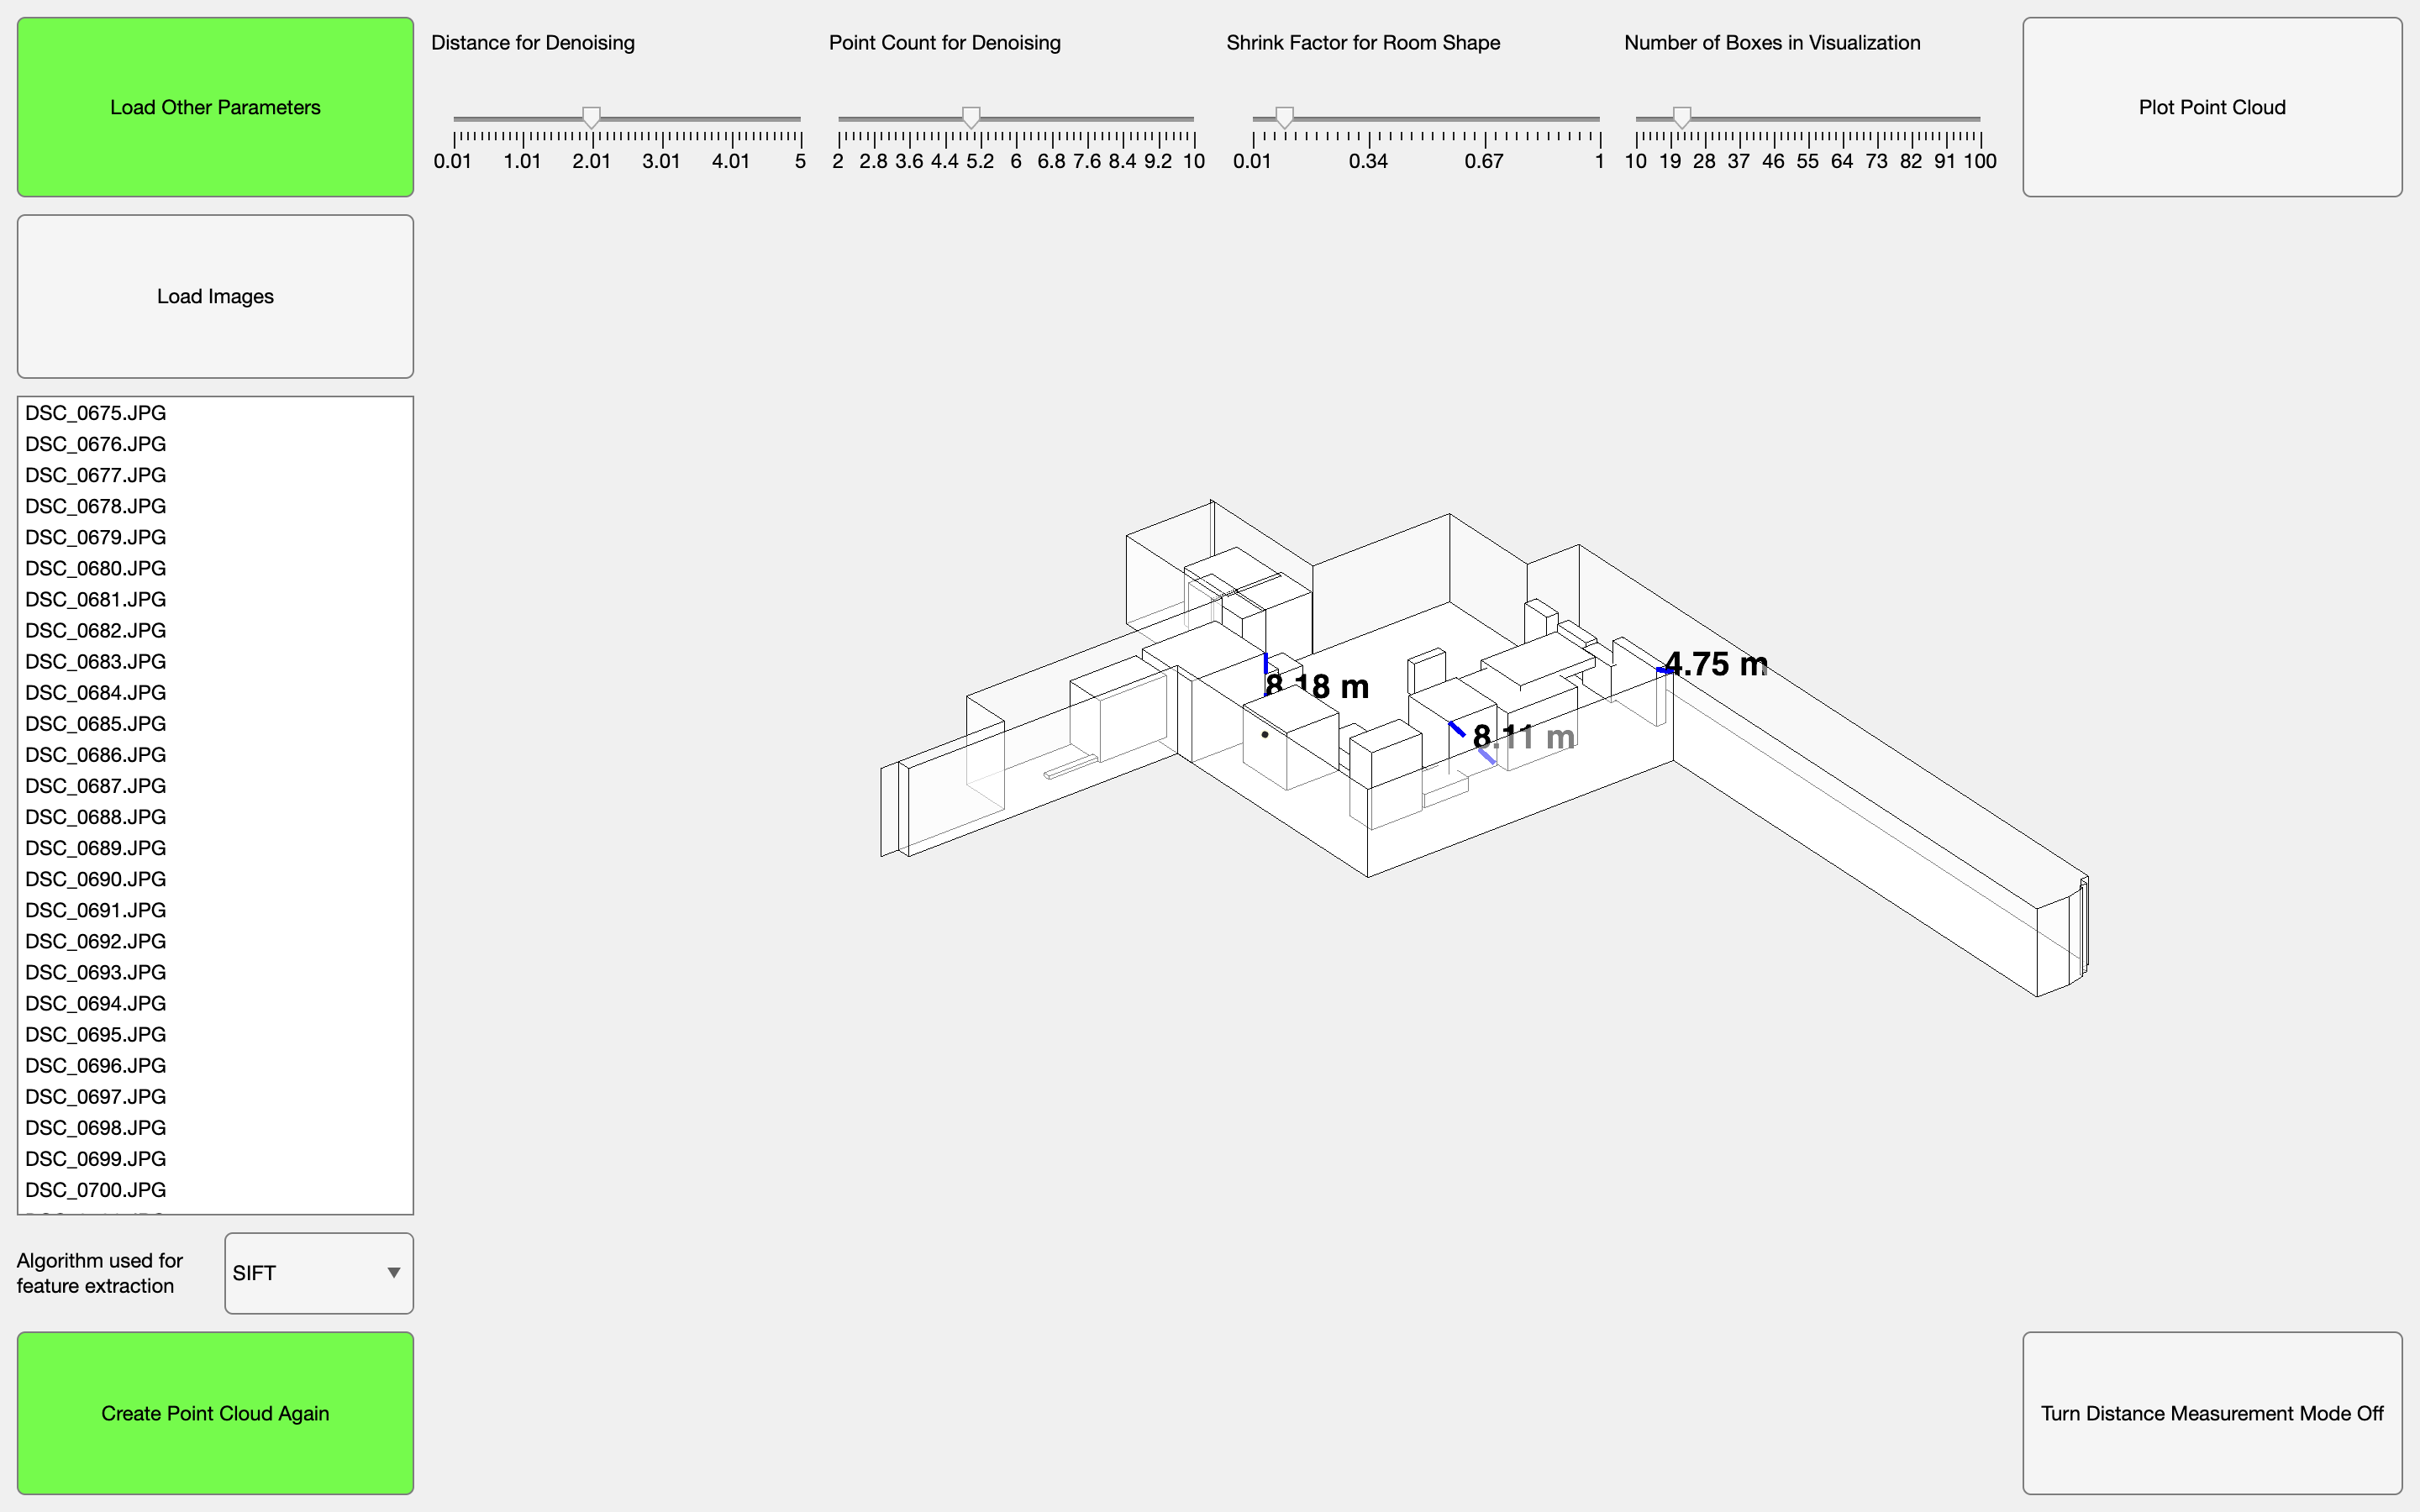 Load Other Parameters
Distance for Denoising
0.01 1.01 2.01 3.01 4.01 5
Point Count for Denoising
2 2.8 3.6 4.4 5.2 6 6.8 7.6 8.4 9.2 10
Shrink Factor for Room Shape
0.01 0.34 0.67 1
Number of Boxes in Visualization
10 19 28 37 46 55 64 73 82 91 100
Plot Point Cloud
Load Images
DSC_0675.JPG
DSC_0676.JPG
DSC_0677.JPG
DSC_0678.JPG
DSC_0679.JPG
DSC_0680.JPG
DSC_0681.JPG
DSC_0682.JPG
DSC_0683.JPG
DSC_0684.JPG
DSC_0685.JPG
DSC_0686.JPG
DSC_0687.JPG
DSC_0688.JPG
DSC_0689.JPG
DSC_0690.JPG
DSC_0691.JPG
DSC_0692.JPG
DSC_0693.JPG
DSC_0694.JPG
DSC_0695.JPG
DSC_0696.JPG
DSC_0697.JPG
DSC_0698.JPG
DSC_0699.JPG
DSC_0700.JPG
4.75 m
8.18 m
8.11 m
Algorithm used for
feature extraction
SIFT
Create Point Cloud Again
Turn Distance Measurement Mode Off